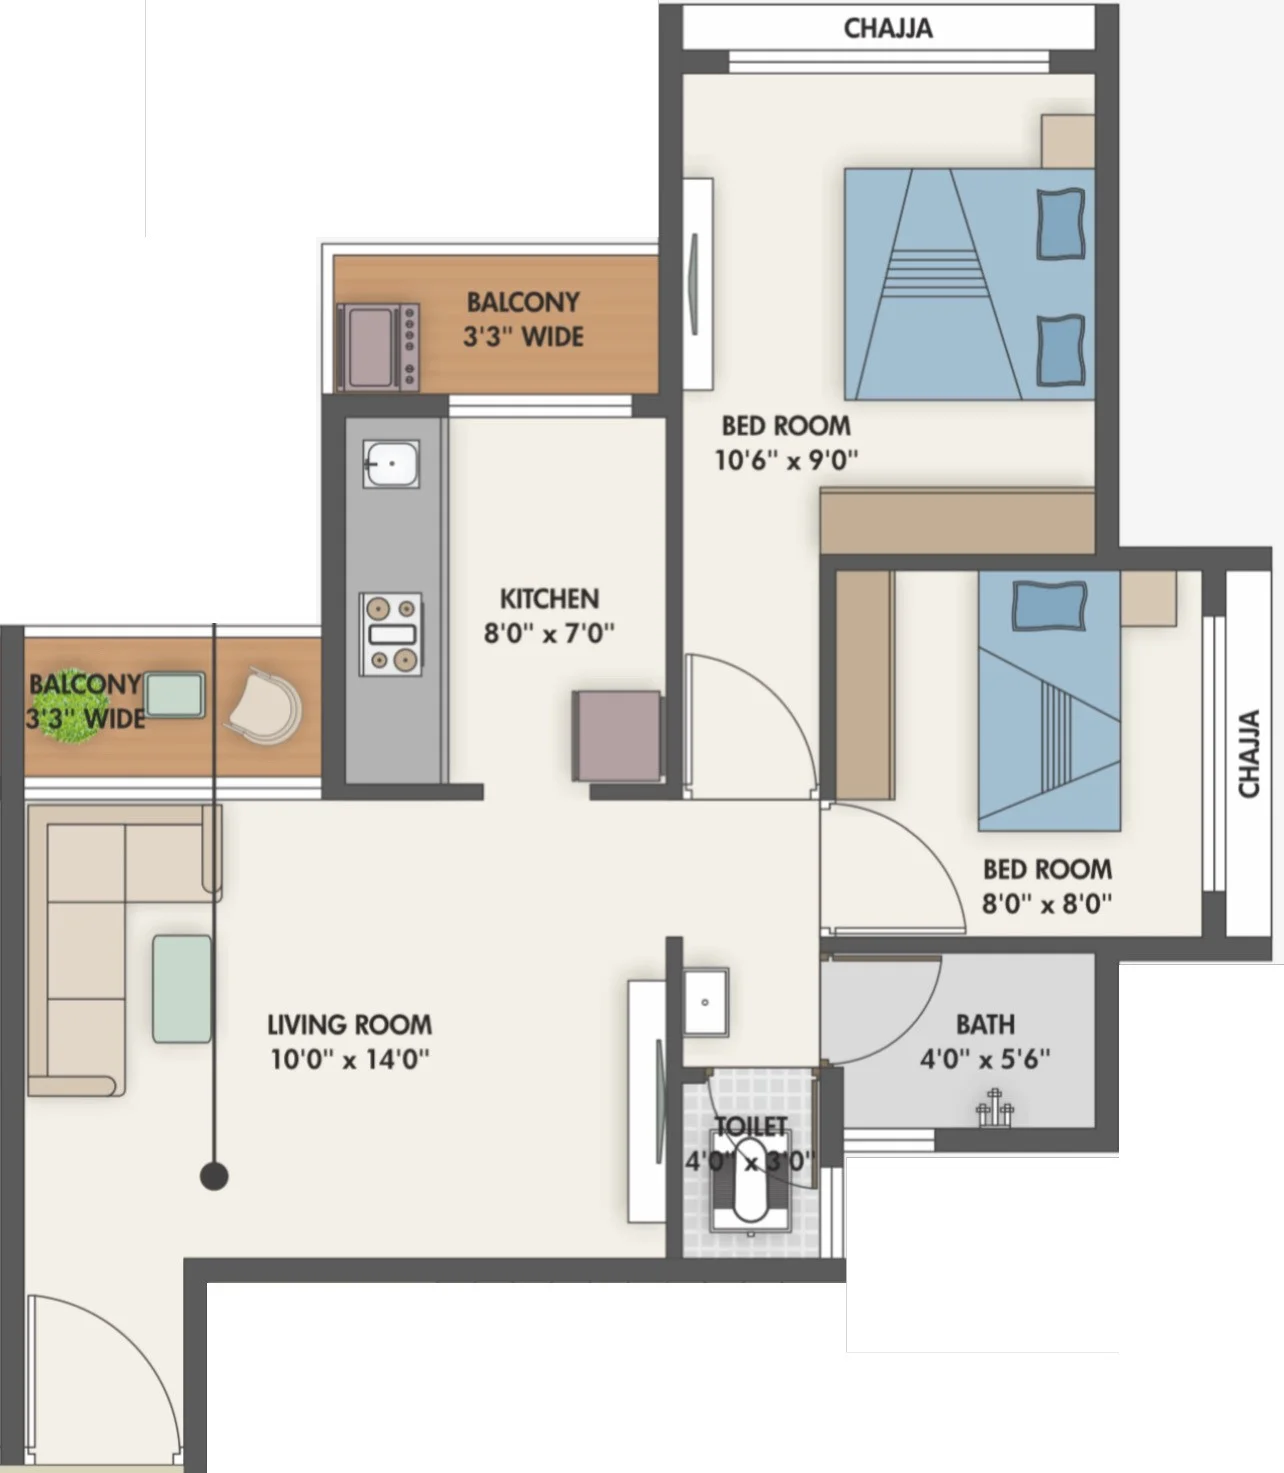 CHAJJA
BALCONY
3'3" WIDE
BED ROOM
10'6" x 9'0"
KITCHEN
8'0" x 7'0"
BALCONY
3'3" WIDE
CHAJJA
BED ROOM
8'0" x 8'0"
LIVING ROOM
10'0" x 14'0"
BATH
4'0" x 5'6"
TOILET
4'0" x 3'0"